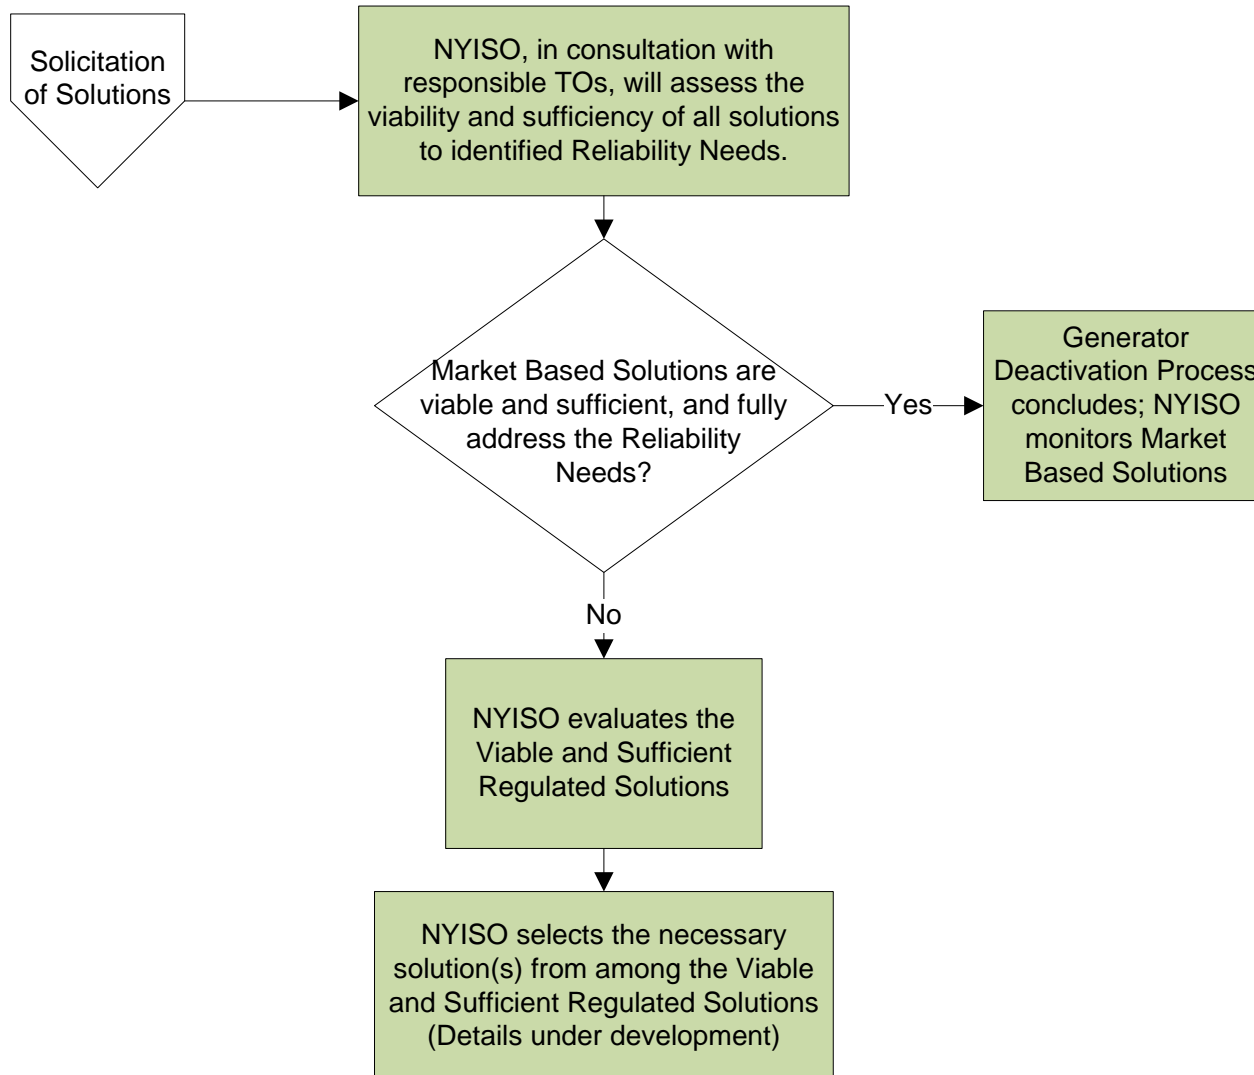 Solicitation
of Solutions
NYISO, in consultation with
responsible TOs, will assess the
viability and sufficiency of all solutions
to identified Reliability Needs.
Market Based Solutions are
viable and sufficient, and fully
address the Reliability
Needs?
Yes
Generator
Deactivation Process
concludes; NYISO
monitors Market
Based Solutions
No
NYISO evaluates the
Viable and Sufficient
Regulated Solutions
NYISO selects the necessary
solution(s) from among the Viable
and Sufficient Regulated Solutions
(Details under development)